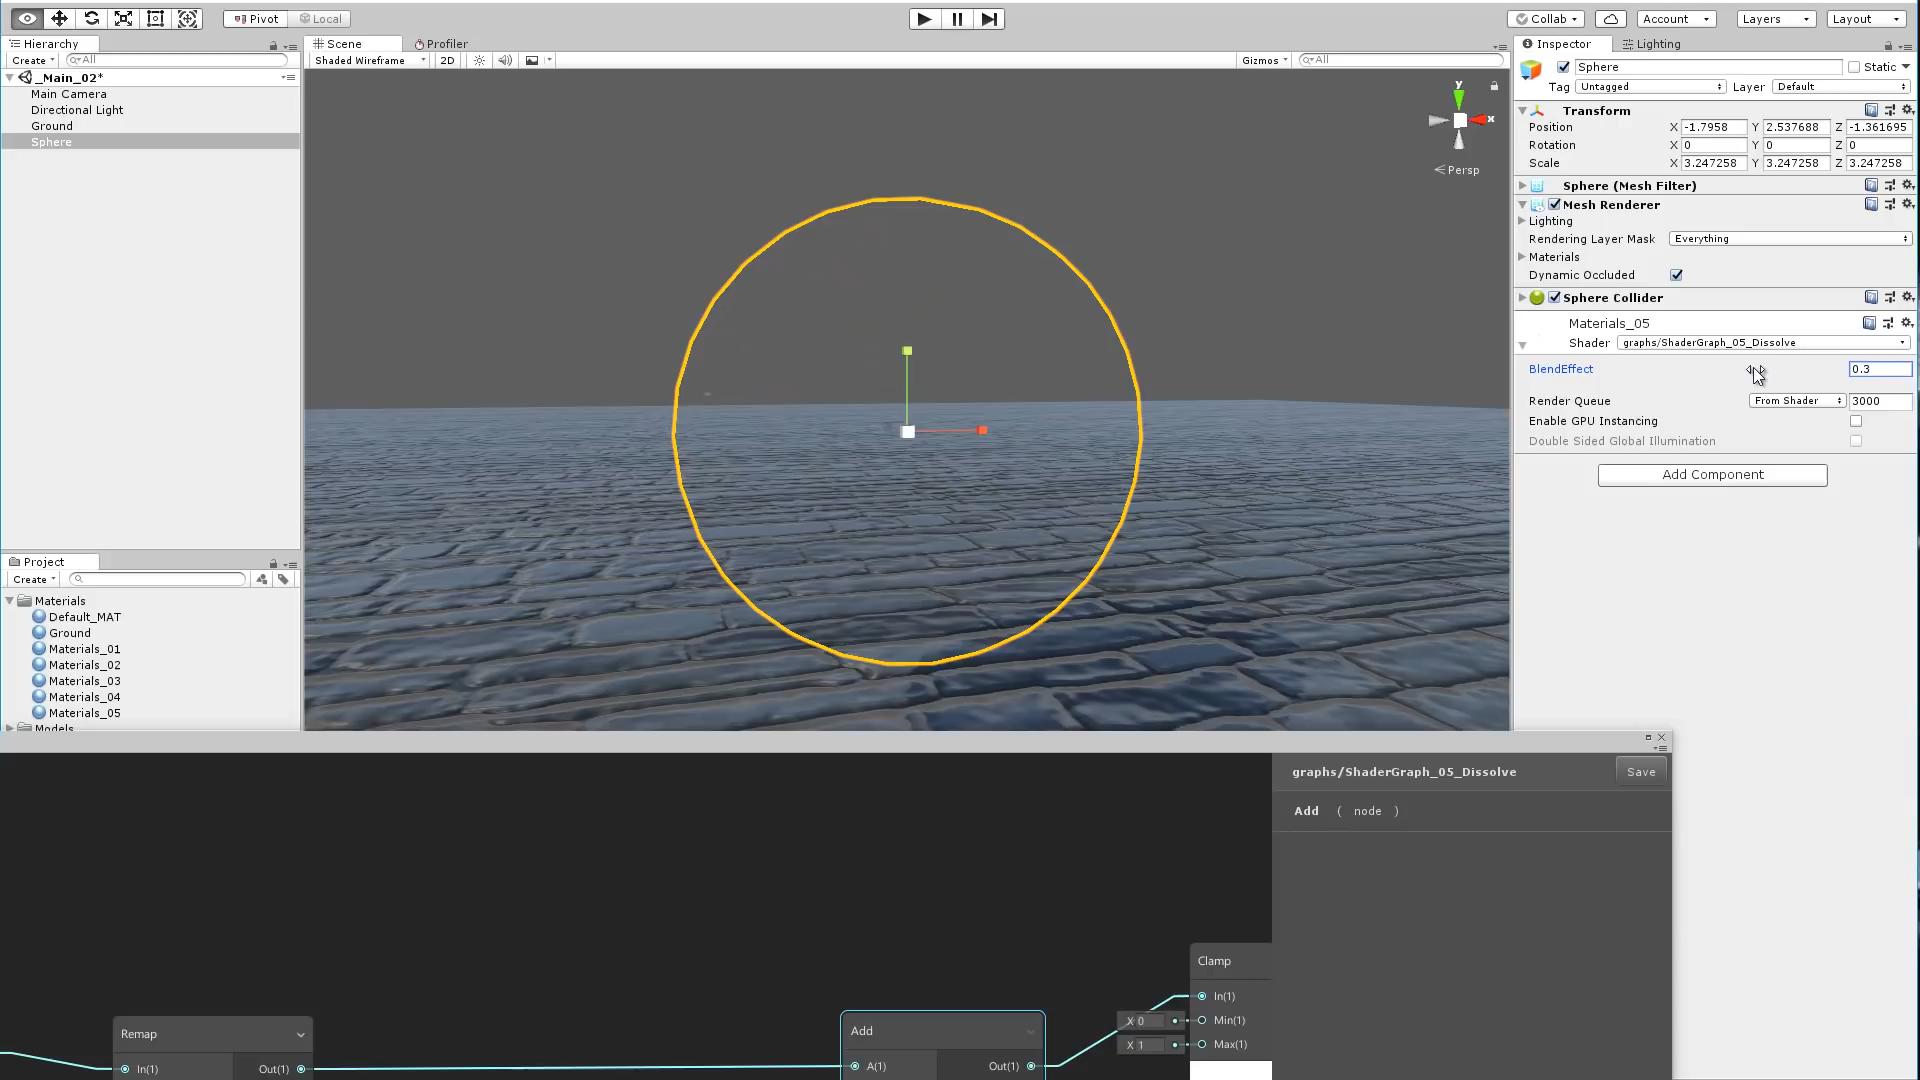 Pivot
Local
Collab
Account
Layers
Layout
Hierarchy
Create
All
_Main_02*
Main Camera
Directional Light
Ground
Sphere
Scene
Profiler
Shaded Wireframe
2D
Gizmos
All
y
x
Persp
Inspector
Lighting
Sphere
Static
Tag
Untagged
Layer
Default
Transform
Position
X -1.7958 Y 2.537688 Z -1.361695
Rotation
X 0 Y 0 Z 0
Scale
X 3.247258 Y 3.247258 Z 3.247258
Sphere (Mesh Filter)
Mesh Renderer
Lighting
Rendering Layer Mask
Everything
Materials
Dynamic Occluded
Sphere Collider
Materials_05
Shader
graphs/ShaderGraph_05_Dissolve
BlendEffect
0.3
Render Queue
From Shader
3000
Enable GPU Instancing
Double Sided Global Illumination
Add Component
Project
Create
Materials
Default_MAT
Ground
Materials_01
Materials_02
Materials_03
Materials_04
Materials_05
Models
graphs/ShaderGraph_05_Dissolve
Save
Add ( node )
Remap
In(1)
Out(1)
Add
A(1)
Out(1)
Clamp
In(1)
X 0
Min(1)
X 1
Max(1)